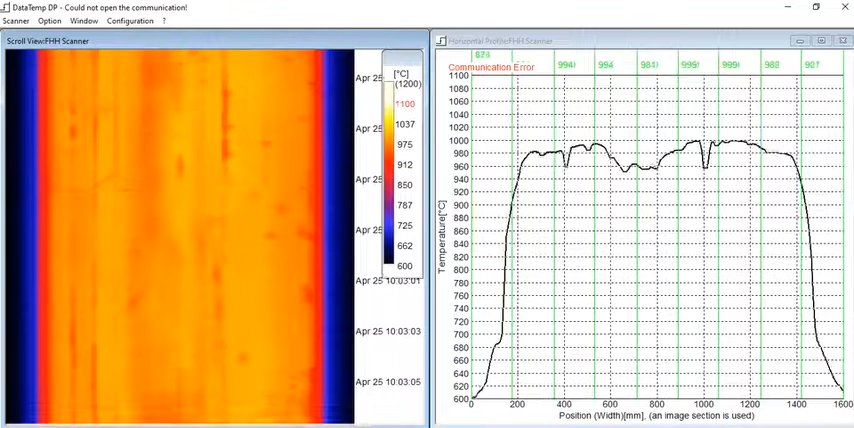 DataTemp DP - Could not open the communication!
Scanner Option Window Configuration ?
Scroll View:FHH Scanner
[°C]
(1200)
1100
1037
975
912
850
787
725
662
600
Apr 25
Apr 25
Apr 25
Apr 25
Apr 25 10:03:01
Apr 25 10:03:03
Apr 25 10:03:05
Horizontal Profile:FHH Scanner
Communication Error
994 994 984 999 999 982 927
1100
1080
1060
1040
1020
1000
980
960
940
920
900
880
860
840
820
800
780
760
740
720
700
680
660
640
620
600
Temperature[°C]
0 200 400 600 800 1000 1200 1400 1600
Position (Width)[mm], (an image section is used)